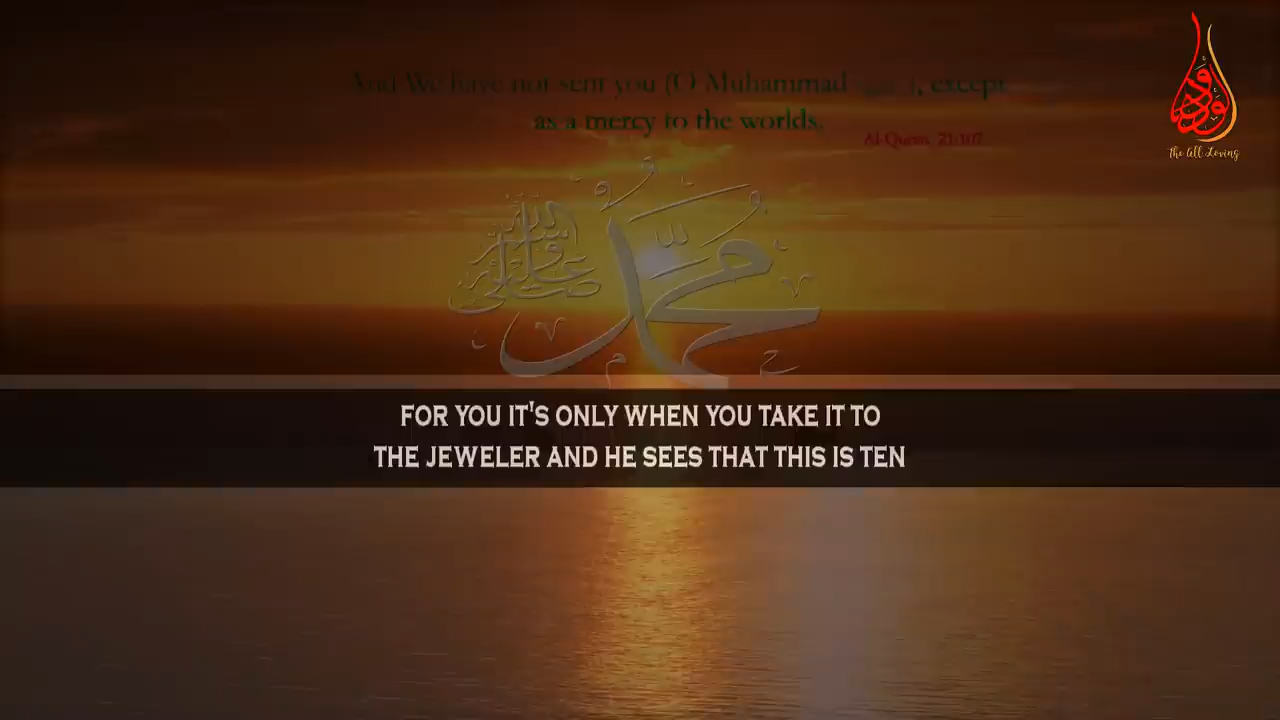 And We have not sent you (O Muhammad ), except
as a mercy to the worlds.
Al-Quran, 21:107
The All Loving
محمد
FOR YOU IT'S ONLY WHEN YOU TAKE IT TO
THE JEWELER AND HE SEES THAT THIS IS TEN